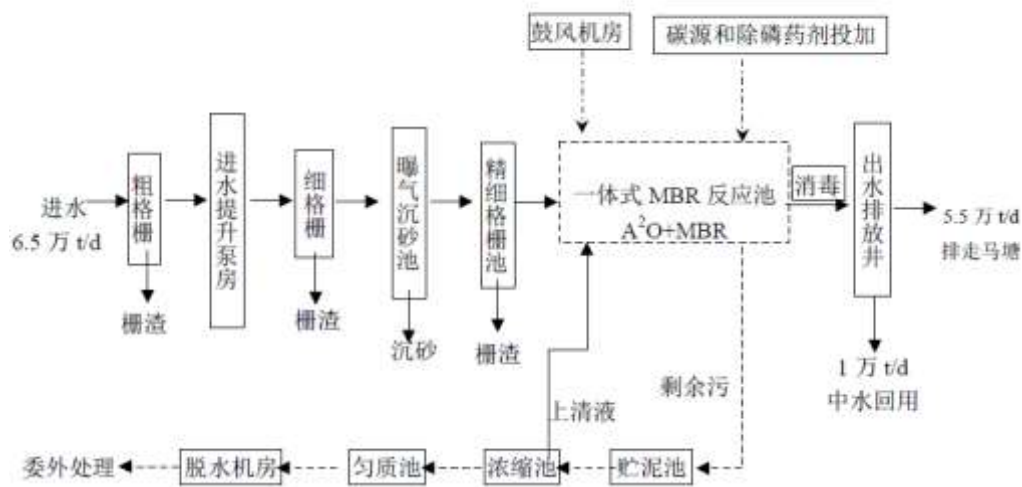 鼓风机房
碳源和除磷药剂投加
进水
6.5 万 t/d
粗格栅
进水提升泵房
细格栅
曝气沉砂池
精细格栅池
一体式 MBR 反应池
A²O+MBR
消毒
出水排放井
5.5 万 t/d
排走马塘
栅渣
栅渣
沉砂
栅渣
1 万 t/d
中水回用
上清液
剩余污
委外处理
脱水机房
匀质池
浓缩池
贮泥池